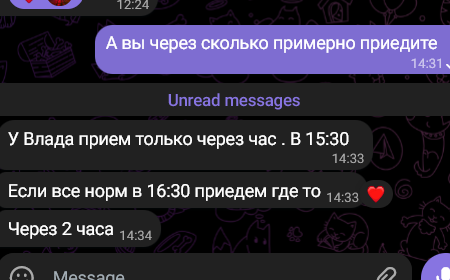 12:24
А вы через сколько примерно приедите
14:31
Unread messages
У Влада прием только через час . В 15:30
14:33
Если все норм в 16:30 приедем где то 14:33
Через 2 часа 14:34
Message